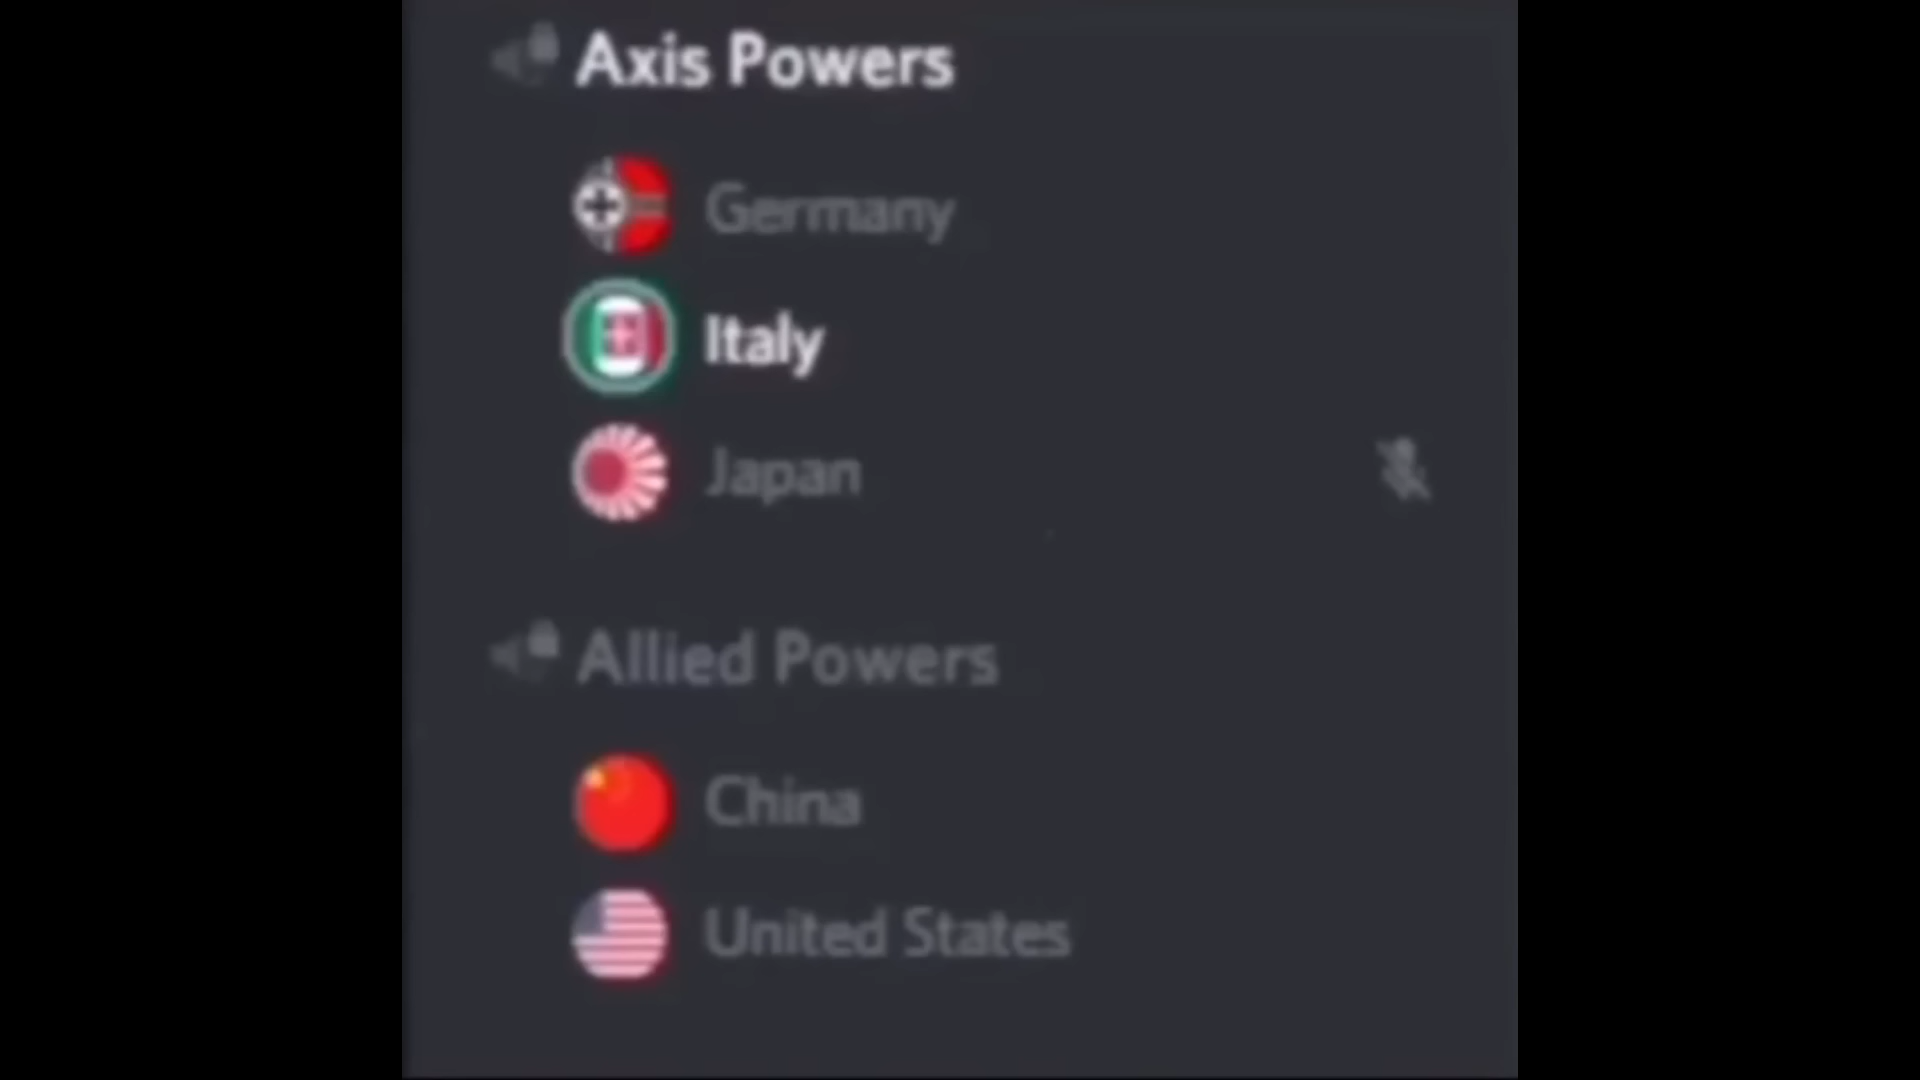 Axis Powers
Germany
Italy
Japan
Allied Powers
China
United States